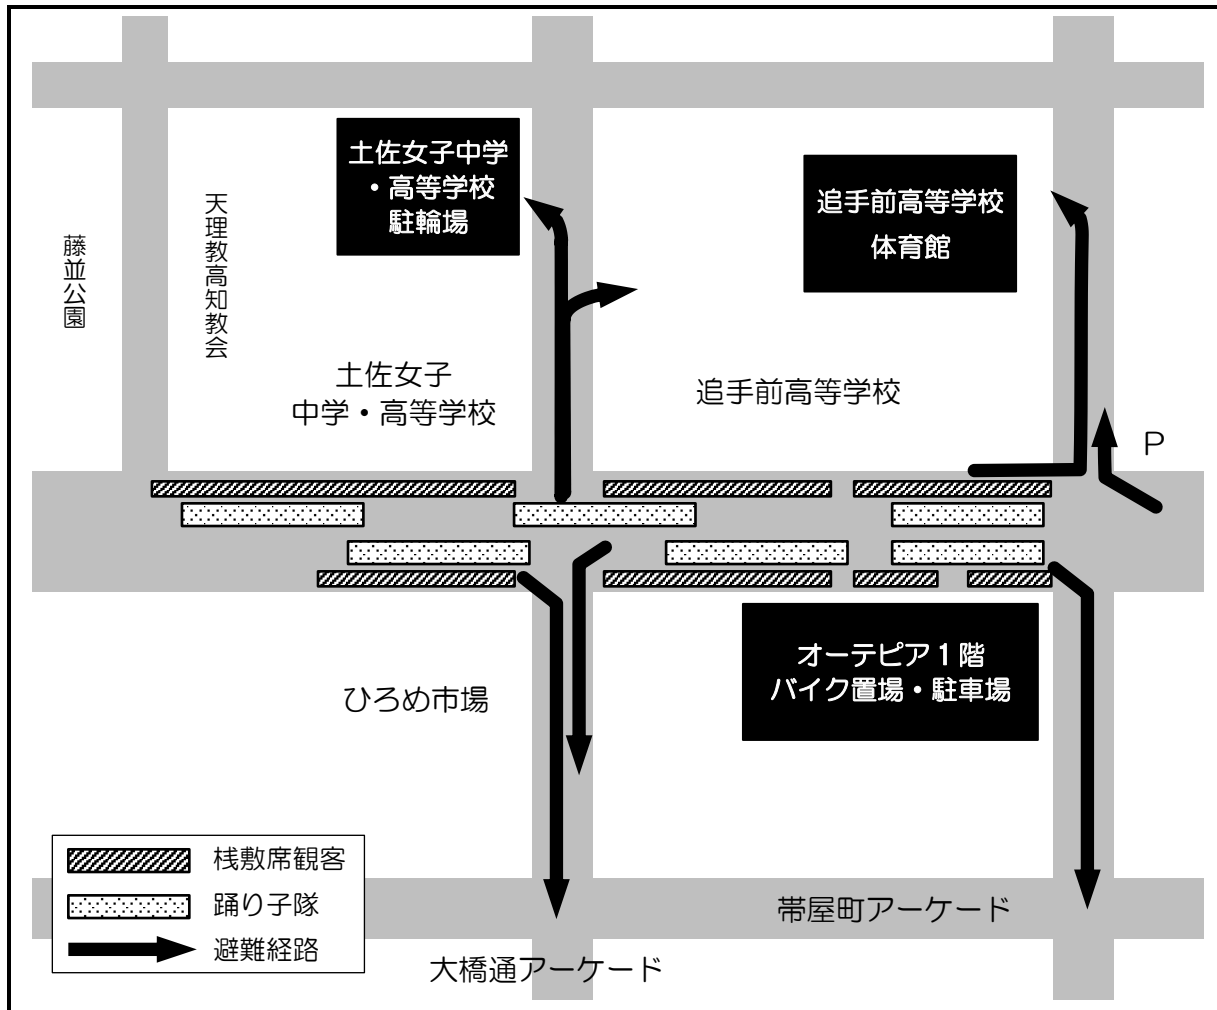 土佐女子中学
・高等学校
駐輪場
追手前高等学校
体育館
天理教高知教会
藤並公園
土佐女子
中学・高等学校
追手前高等学校
P
オーテピア1階
バイク置場・駐車場
ひろめ市場
桟敷席観客
踊り子隊
避難経路
帯屋町アーケード
大橋通アーケード